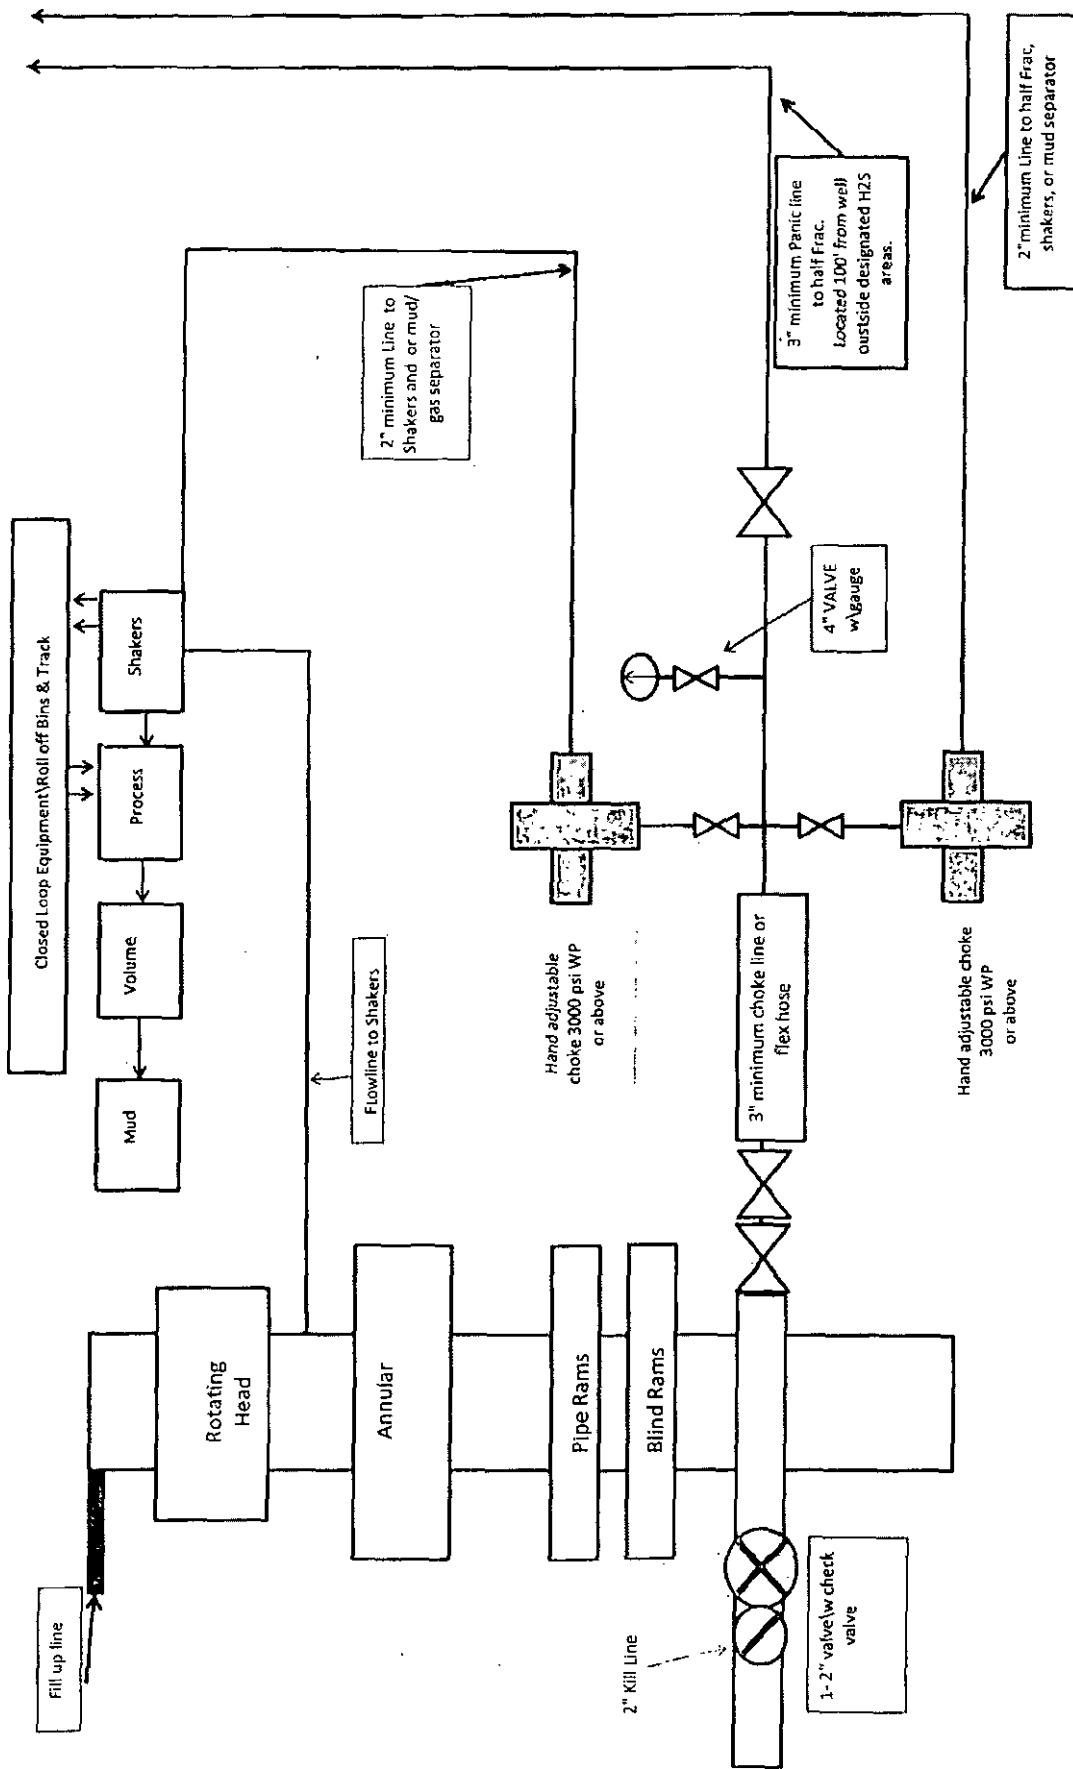 Fill up line
Rotating
Head
Annular
Pipe Rams
Blind Rams
2" Kill Line
1- 2" valve\w check
valve
Mud
Volume
Process
Shakers
Closed Loop Equipment\Roll off Bins & Track
Flowline to Shakers
Hand adjustable
choke 3000 psi WP
or above
3" minimum choke line or
flex hose
Hand adjustable choke
3000 psi WP
or above
2" minimum Line to
Shakers and or mud/
gas separator
4" VALVE
w\gauge
3" minimum Panic line
to half Frac.
Located 100' from well
oustside designated H2S
areas.
2" minimum Line to half Frac,
shakers, or mud separator